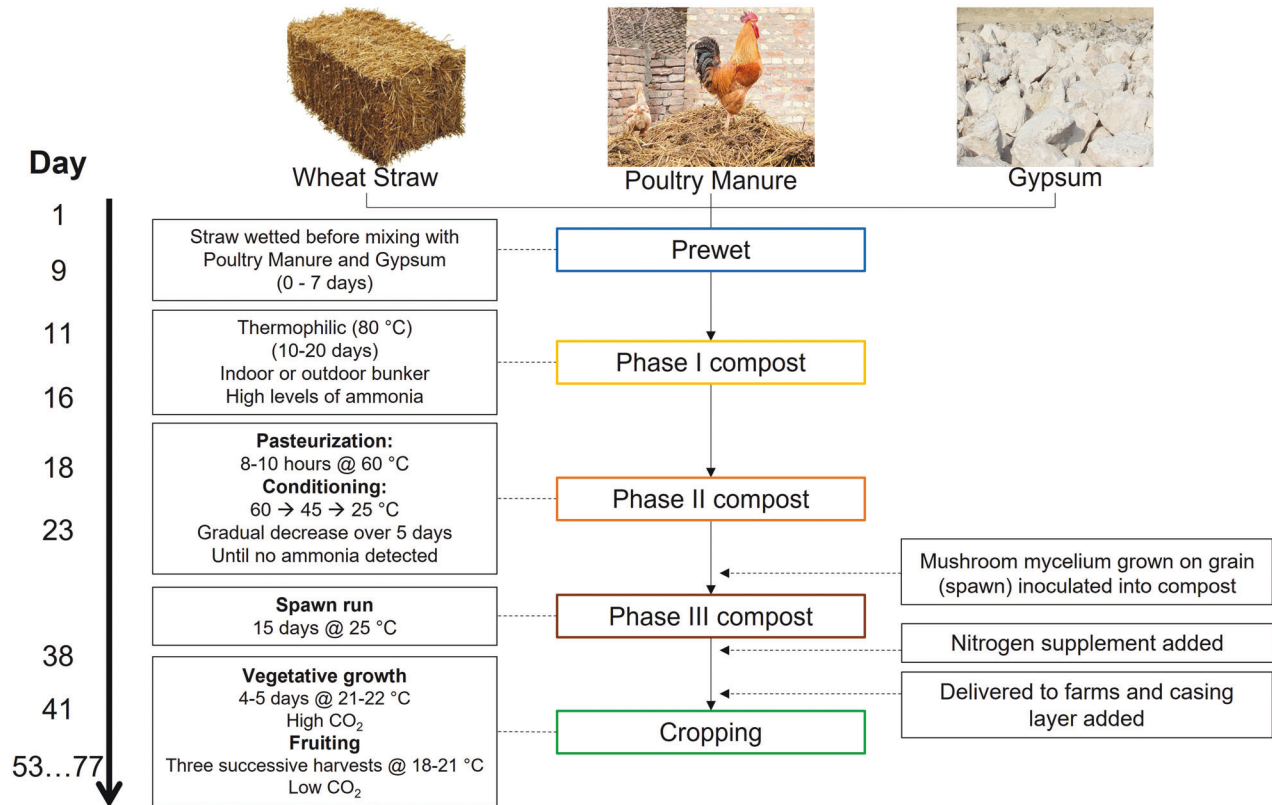 Wheat Straw
Poultry Manure
Gypsum
Day
1
9
11
16
18
23
38
41
53…77
Straw wetted before mixing with
Poultry Manure and Gypsum
(0 - 7 days)
Prewet
Thermophilic (80 °C)
(10-20 days)
Indoor or outdoor bunker
High levels of ammonia
Phase I compost
Pasteurization:
8-10 hours @ 60 °C
Conditioning:
60 → 45 → 25 °C
Gradual decrease over 5 days
Until no ammonia detected
Phase II compost
Mushroom mycelium grown on grain
(spawn) inoculated into compost
Spawn run
15 days @ 25 °C
Phase III compost
Nitrogen supplement added
Delivered to farms and casing
layer added
Vegetative growth
4-5 days @ 21-22 °C
High CO₂
Fruiting
Three successive harvests @ 18-21 °C
Low CO₂
Cropping